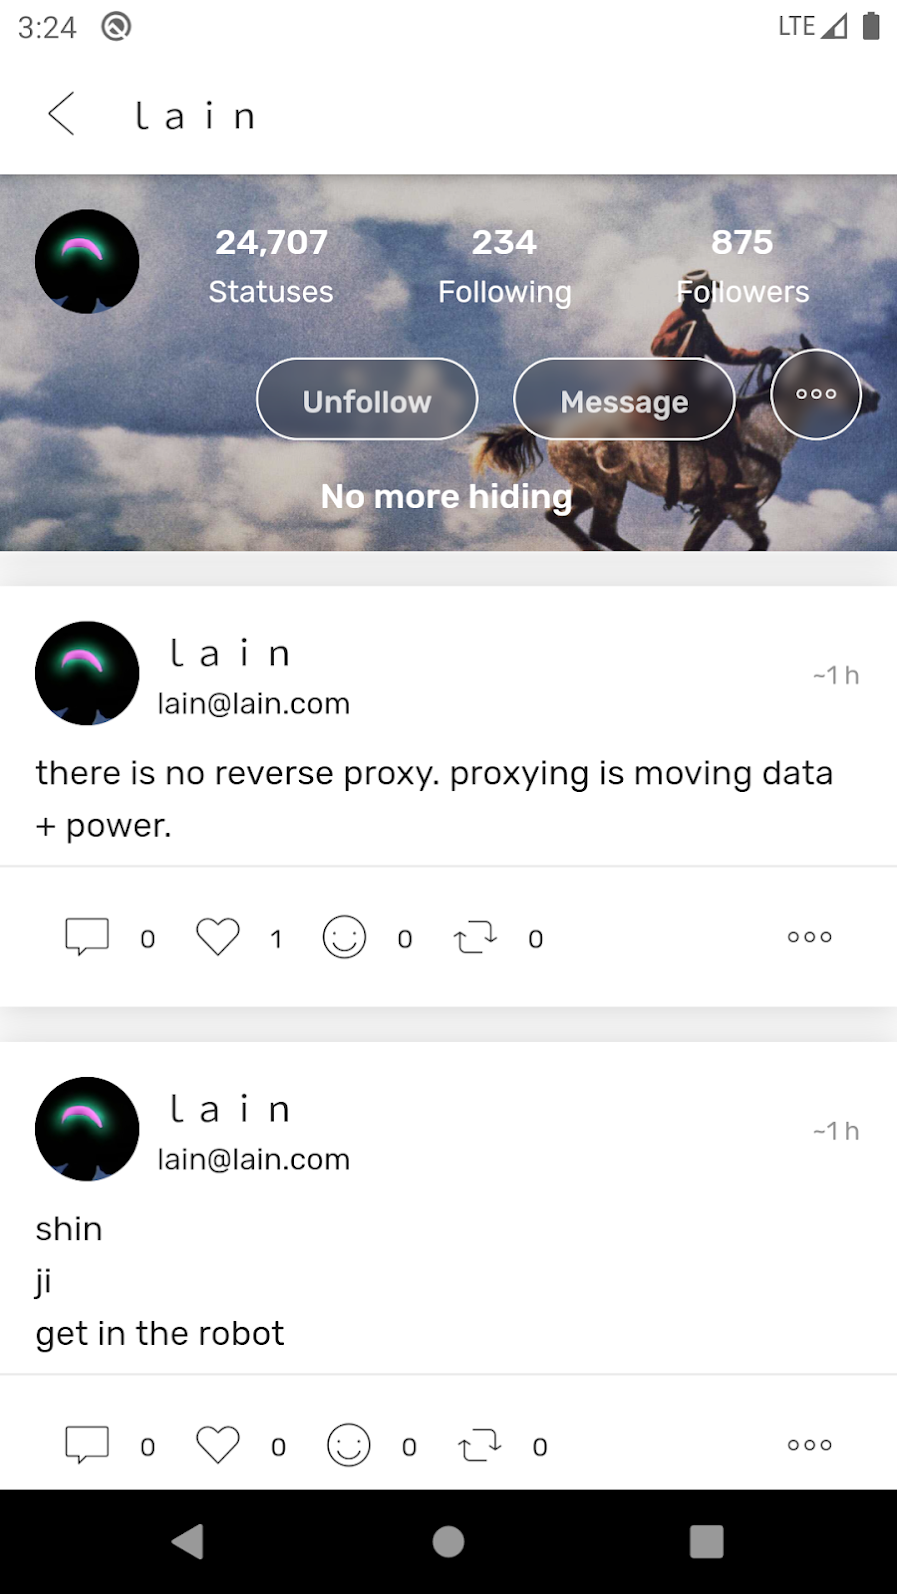 3:24 LTE
l a i n
24,707 234 875
Statuses Following Followers
Unfollow Message
No more hiding
l a i n
~1 h
lain@lain.com
there is no reverse proxy. proxying is moving data
+ power.
0 1 0 0
l a i n
~1 h
lain@lain.com
shin
ji
get in the robot
0 0 0 0